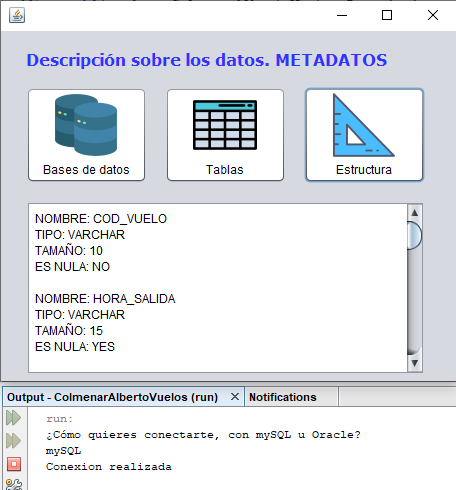 Descripción sobre los datos. METADATOS
Bases de datos
Tablas
Estructura
NOMBRE: COD_VUELO
TIPO: VARCHAR
TAMAÑO: 10
ES NULA: NO
NOMBRE: HORA_SALIDA
TIPO: VARCHAR
TAMAÑO: 15
ES NULA: YES
Output - ColmenarAlbertoVuelos (run)
Notifications
run:
¿Cómo quieres conectarte, con mySQL u Oracle?
mySQL
Conexion realizada